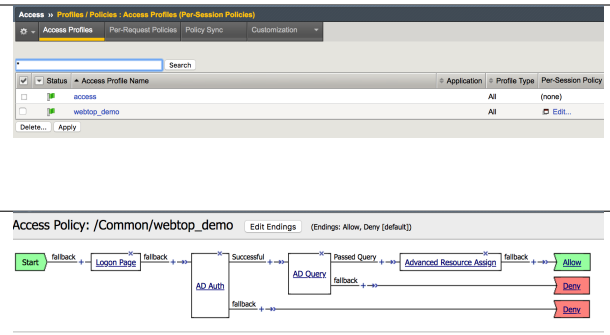 Access » Profiles / Policies : Access Profiles (Per-Session Policies)
Access Profiles Per-Request Policies Policy Sync Customization
* Search
Status Access Profile Name Application Profile Type Per-Session Policy
access All (none)
webtop_demo All Edit...
Delete... Apply
Access Policy: /Common/webtop_demo Edit Endings (Endings: Allow, Deny [default])
Start fallback + Logon Page fallback + AD Auth Successful + AD Query Passed Query + Advanced Resource Assign fallback + Allow
fallback + Deny
fallback + Deny